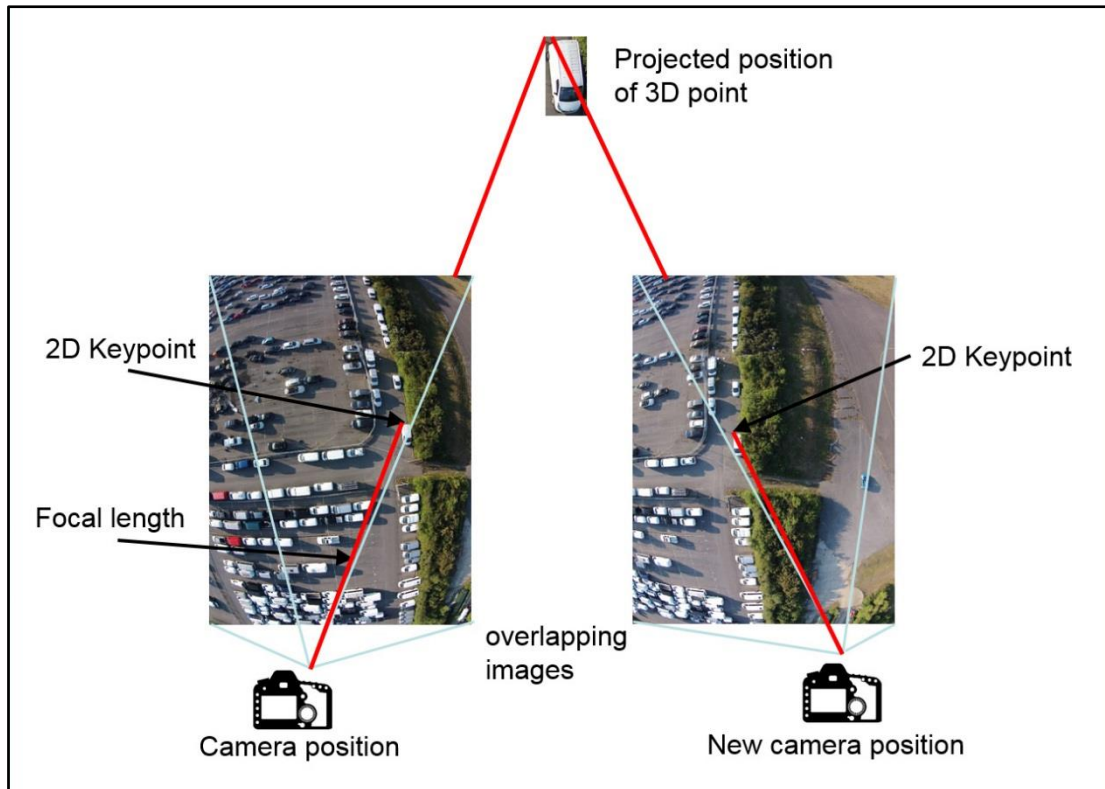 Projected position
of 3D point
2D Keypoint
2D Keypoint
Focal length
overlapping
images
Camera position
New camera position